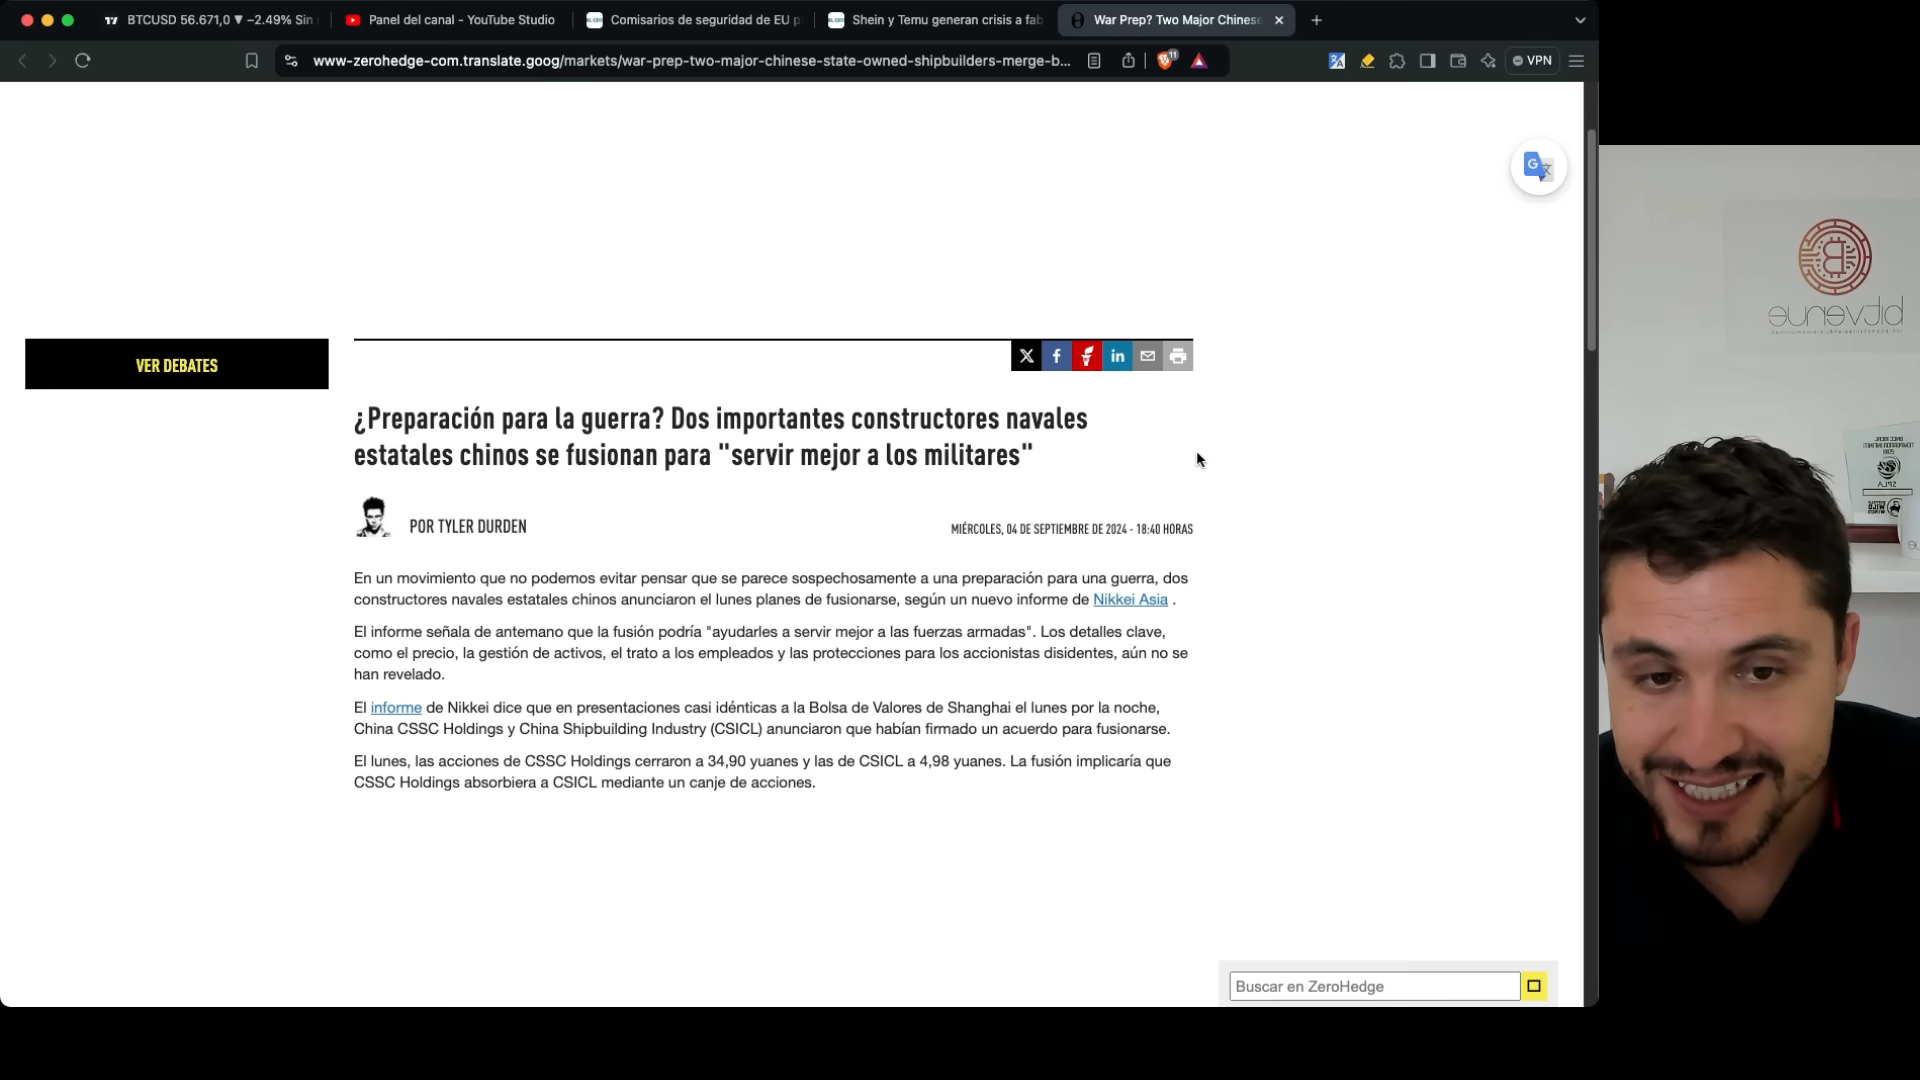 BTCUSD 56.671,0 ▼ −2.49% Sin
Panel del canal - YouTube Studio
Comisarios de seguridad de EU p
Shein y Temu generan crisis a fab
War Prep? Two Major Chinese
www-zerohedge-com.translate.goog/markets/war-prep-two-major-chinese-state-owned-shipbuilders-merge-b...
11
VPN
VER DEBATES
¿Preparación para la guerra? Dos importantes constructores navales
estatales chinos se fusionan para "servir mejor a los militares"
POR TYLER DURDEN
MIÉRCOLES, 04 DE SEPTIEMBRE DE 2024 - 18:40 HORAS
En un movimiento que no podemos evitar pensar que se parece sospechosamente a una preparación para una guerra, dos
constructores navales estatales chinos anunciaron el lunes planes de fusionarse, según un nuevo informe de Nikkei Asia .
El informe señala de antemano que la fusión podría "ayudarles a servir mejor a las fuerzas armadas". Los detalles clave,
como el precio, la gestión de activos, el trato a los empleados y las protecciones para los accionistas disidentes, aún no se
han revelado.
El informe de Nikkei dice que en presentaciones casi idénticas a la Bolsa de Valores de Shanghai el lunes por la noche,
China CSSC Holdings y China Shipbuilding Industry (CSICL) anunciaron que habían firmado un acuerdo para fusionarse.
El lunes, las acciones de CSSC Holdings cerraron a 34,90 yuanes y las de CSICL a 4,98 yuanes. La fusión implicaría que
CSSC Holdings absorbiera a CSICL mediante un canje de acciones.
Buscar en ZeroHedge
bitvenue